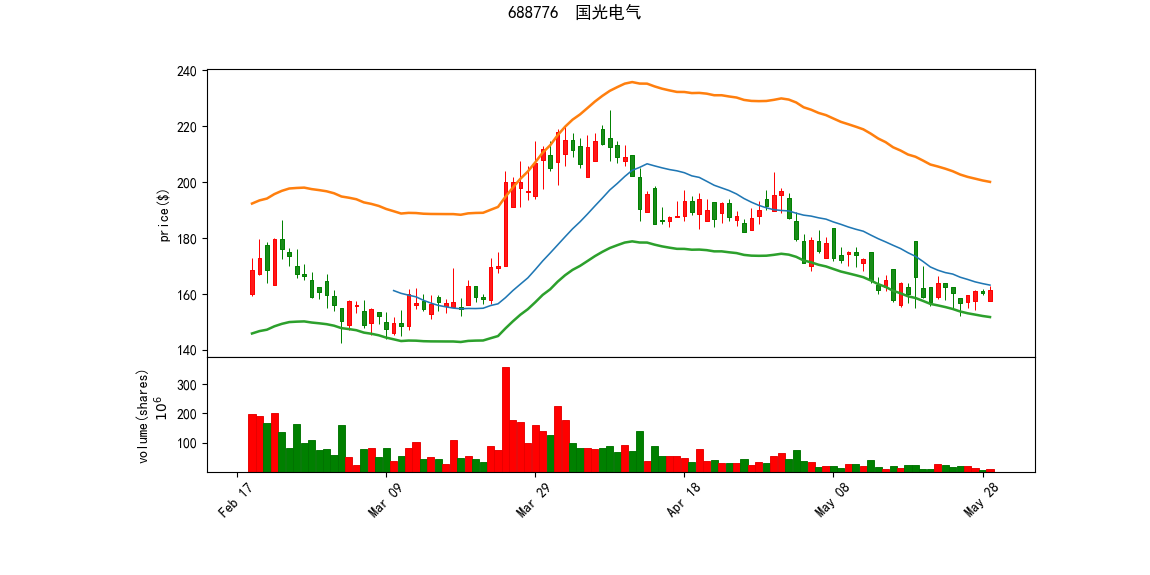 688776 国光电气
240
220
200
180
160
140
price($)
300
200
100
volume(shares)
10^6
Feb 17
Mar 09
Mar 29
Apr 18
May 08
May 28